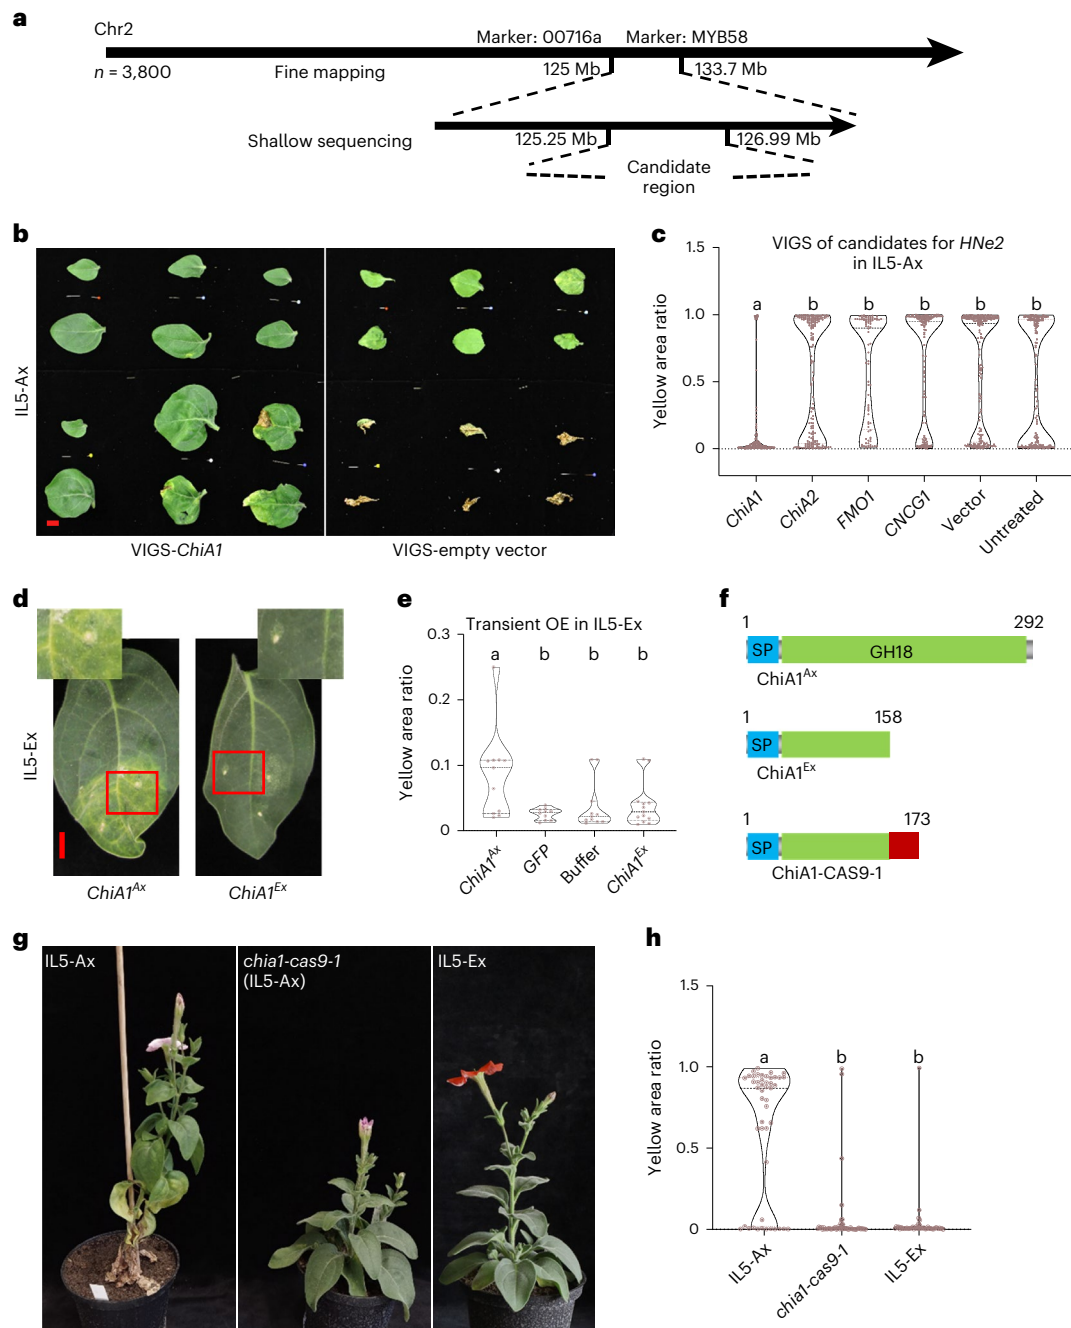 a
Chr2
Marker: 00716a
Marker: MYB58
n = 3,800
Fine mapping
125 Mb
133.7 Mb
Shallow sequencing
125.25 Mb
126.99 Mb
Candidate
region
b
IL5-Ax
VIGS-ChiA1
VIGS-empty vector
c
VIGS of candidates for HNe2
in IL5-Ax
Yellow area ratio
1.5
1.0
0.5
0
a
b
b
b
b
b
ChiA1
ChiA2
FMO1
CNCG1
Vector
Untreated
d
IL5-Ex
ChiA1Ax
ChiA1Ex
e
Transient OE in IL5-Ex
Yellow area ratio
0.3
0.2
0.1
0
a
b
b
b
ChiA1Ax
GFP
Buffer
ChiA1Ex
f
1
292
SP
GH18
ChiA1Ax
1
158
SP
ChiA1Ex
1
173
SP
ChiA1-CAS9-1
g
IL5-Ax
chia1-cas9-1
(IL5-Ax)
IL5-Ex
h
Yellow area ratio
1.5
1.0
0.5
0
a
b
b
IL5-Ax
chia1-cas9-1
IL5-Ex